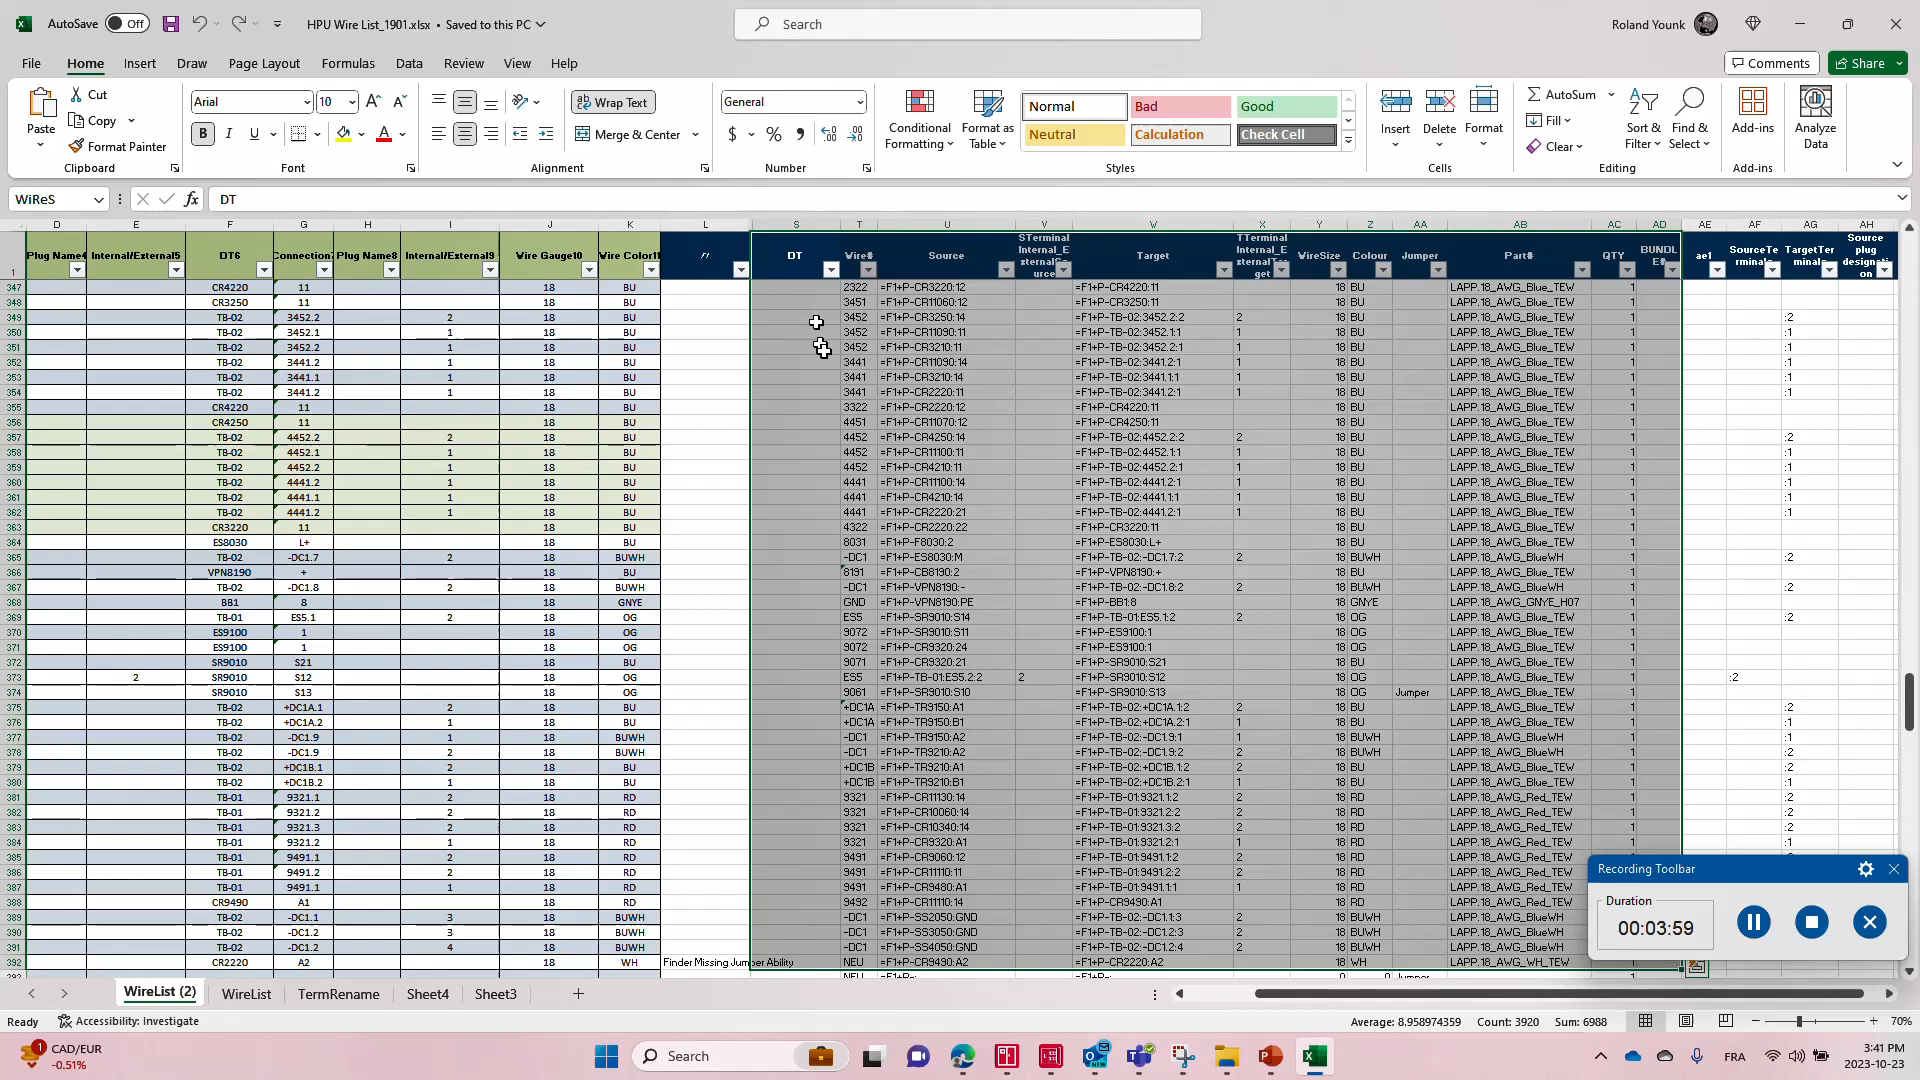 AutoSave Off HPU Wire List_1901.xlsx • Saved to this PC Search Roland Younk
File Home Insert Draw Page Layout Formulas Data Review View Help Comments Share
Paste Cut Copy Format Painter Clipboard
Arial 10 B I U Font
Wrap Text Merge & Center Alignment
General $ % Number
Conditional Formatting Format as Table
Normal Bad Good
Neutral Calculation Check Cell
Styles
Insert Delete Format Cells
AutoSum Fill Clear Sort & Filter Find & Select Editing
Add-ins Add-ins
Analyze Data
WiReS fx DT
D E F G H I J K L S T U V W X Y Z AA AB AC AD AE AF AG AH
1 Plug Name4 Internal/External5 DT6 Connection7 Plug Name8 Internal/External9 Wire Gauge10 Wire Color11 // DT Wire# Source STerminal Internal_ExternalSource Target TTerminal Internal_ExternalTarget WireSize Colour Jumper Part# QTY BUNDLE# ae1 SourceTerminals TargetTerminals Source plug designation
347 CR4220 11 18 BU 2322 =F1+P-CR3220:12 =F1+P-CR4220:11 18 BU LAPP.18_AWG_Blue_TEW 1
348 CR3250 11 18 BU 3451 =F1+P-CR11060:12 =F1+P-CR3250:11 18 BU LAPP.18_AWG_Blue_TEW 1
349 TB-02 3452.2 2 18 BU 3452 =F1+P-CR3250:14 =F1+P-TB-02:3452.2:2 2 18 BU LAPP.18_AWG_Blue_TEW 1 :2
350 TB-02 3452.1 1 18 BU 3452 =F1+P-CR11090:11 =F1+P-TB-02:3452.1:1 1 18 BU LAPP.18_AWG_Blue_TEW 1 :1
351 TB-02 3452.2 1 18 BU 3452 =F1+P-CR3210:11 =F1+P-TB-02:3452.2:1 1 18 BU LAPP.18_AWG_Blue_TEW 1 :1
352 TB-02 3441.2 1 18 BU 3441 =F1+P-CR11090:14 =F1+P-TB-02:3441.2:1 1 18 BU LAPP.18_AWG_Blue_TEW 1 :1
353 TB-02 3441.1 1 18 BU 3441 =F1+P-CR3210:14 =F1+P-TB-02:3441.1:1 1 18 BU LAPP.18_AWG_Blue_TEW 1 :1
354 TB-02 3441.2 1 18 BU 3441 =F1+P-CR2220:11 =F1+P-TB-02:3441.2:1 1 18 BU LAPP.18_AWG_Blue_TEW 1 :1
355 CR4220 11 18 BU 3322 =F1+P-CR2220:12 =F1+P-CR4220:11 18 BU LAPP.18_AWG_Blue_TEW 1
356 CR4250 11 18 BU 4451 =F1+P-CR11070:12 =F1+P-CR4250:11 18 BU LAPP.18_AWG_Blue_TEW 1
357 TB-02 4452.2 2 18 BU 4452 =F1+P-CR4250:14 =F1+P-TB-02:4452.2:2 2 18 BU LAPP.18_AWG_Blue_TEW 1 :2
358 TB-02 4452.1 1 18 BU 4452 =F1+P-CR11100:11 =F1+P-TB-02:4452.1:1 1 18 BU LAPP.18_AWG_Blue_TEW 1 :1
359 TB-02 4452.2 1 18 BU 4452 =F1+P-CR4210:11 =F1+P-TB-02:4452.2:1 1 18 BU LAPP.18_AWG_Blue_TEW 1 :1
360 TB-02 4441.2 1 18 BU 4441 =F1+P-CR11100:14 =F1+P-TB-02:4441.2:1 1 18 BU LAPP.18_AWG_Blue_TEW 1 :1
361 TB-02 4441.1 1 18 BU 4441 =F1+P-CR4210:14 =F1+P-TB-02:4441.1:1 1 18 BU LAPP.18_AWG_Blue_TEW 1 :1
362 TB-02 4441.2 1 18 BU 4441 =F1+P-CR2220:21 =F1+P-TB-02:4441.2:1 1 18 BU LAPP.18_AWG_Blue_TEW 1 :1
363 CR3220 11 18 BU 4322 =F1+P-CR2220:22 =F1+P-CR3220:11 18 BU LAPP.18_AWG_Blue_TEW 1
364 ES8030 L+ 18 BU 8031 =F1+P-F8030:2 =F1+P-ES8030:L+ 18 BU LAPP.18_AWG_Blue_TEW 1
365 TB-02 -DC1.7 2 18 BUWH -DC1 =F1+P-ES8030:M =F1+P-TB-02:-DC1.7:2 2 18 BUWH LAPP.18_AWG_BlueWH 1 :2
366 VPN8190 + 18 BU 8191 =F1+P-CB8190:2 =F1+P-VPN8190:+ 18 BU LAPP.18_AWG_Blue_TEW 1
367 TB-02 -DC1.8 2 18 BUWH -DC1 =F1+P-VPN8190:- =F1+P-TB-02:-DC1.8:2 2 18 BUWH LAPP.18_AWG_BlueWH 1 :2
368 BB1 8 18 GNYE GND =F1+P-VPN8190:PE =F1+P-BB1:8 18 GNYE LAPP.18_AWG_GNYE_H07 1
369 TB-01 ES5.1 2 18 OG ES5 =F1+P-SR9010:S14 =F1+P-TB-01:ES5.1:2 2 18 OG LAPP.18_AWG_Blue_TEW 1 :2
370 ES9100 1 18 OG 9072 =F1+P-SR9010:S11 =F1+P-ES9100:1 18 OG LAPP.18_AWG_Blue_TEW 1
371 ES9100 1 18 OG 9072 =F1+P-CR9320:24 =F1+P-ES9100:1 18 OG LAPP.18_AWG_Blue_TEW 1
372 SR9010 S21 18 BU 9071 =F1+P-CR9320:21 =F1+P-SR9010:S21 18 BU LAPP.18_AWG_Blue_TEW 1
373 2 SR9010 S12 18 OG ES5 =F1+P-TB-01:ES5.2:2 2 =F1+P-SR9010:S12 18 OG LAPP.18_AWG_Blue_TEW 1 :2
374 SR9010 S13 18 OG 9061 =F1+P-SR9010:S10 =F1+P-SR9010:S13 18 OG Jumper LAPP.18_AWG_Blue_TEW 1
375 TB-02 +DC1A.1 2 18 BU +DC1A =F1+P-TR9150:A1 =F1+P-TB-02:+DC1A.1:2 2 18 BU LAPP.18_AWG_Blue_TEW 1 :2
376 TB-02 +DC1A.2 1 18 BU +DC1A =F1+P-TR9150:B1 =F1+P-TB-02:+DC1A.2:1 1 18 BU LAPP.18_AWG_Blue_TEW 1 :1
377 TB-02 -DC1.9 1 18 BUWH -DC1 =F1+P-TR9150:A2 =F1+P-TB-02:-DC1.9:1 1 18 BUWH LAPP.18_AWG_BlueWH 1 :1
378 TB-02 -DC1.9 2 18 BUWH -DC1 =F1+P-TR9210:A2 =F1+P-TB-02:-DC1.9:2 2 18 BUWH LAPP.18_AWG_BlueWH 1 :2
379 TB-02 +DC1B.1 2 18 BU +DC1B =F1+P-TR9210:A1 =F1+P-TB-02:+DC1B.1:2 2 18 BU LAPP.18_AWG_Blue_TEW 1 :2
380 TB-02 +DC1B.2 1 18 BU +DC1B =F1+P-TR9210:B1 =F1+P-TB-02:+DC1B.2:1 1 18 BU LAPP.18_AWG_Blue_TEW 1 :1
381 TB-01 9321.1 2 18 RD 9321 =F1+P-CR11130:14 =F1+P-TB-01:9321.1:2 2 18 RD LAPP.18_AWG_Red_TEW 1 :2
382 TB-01 9321.2 2 18 RD 9321 =F1+P-CR10060:14 =F1+P-TB-01:9321.2:2 2 18 RD LAPP.18_AWG_Red_TEW 1 :2
383 TB-01 9321.3 2 18 RD 9321 =F1+P-CR10340:14 =F1+P-TB-01:9321.3:2 2 18 RD LAPP.18_AWG_Red_TEW 1 :2
384 TB-01 9321.2 1 18 RD 9321 =F1+P-CR9320:A1 =F1+P-TB-01:9321.2:1 1 18 RD LAPP.18_AWG_Red_TEW 1 :1
385 TB-01 9491.1 2 18 RD 9491 =F1+P-CR9060:12 =F1+P-TB-01:9491.1:2 2 18 RD LAPP.18_AWG_Red_TEW
386 TB-01 9491.2 2 18 RD 9491 =F1+P-CR11110:11 =F1+P-TB-01:9491.2:2 2 18 RD LAPP.18_AWG_Red_TEW
387 TB-01 9491.1 1 18 RD 9491 =F1+P-CR9480:A1 =F1+P-TB-01:9491.1:1 1 18 RD LAPP.18_AWG_Red_TEW
388 CR9490 A1 18 RD 9492 =F1+P-CR11110:14 =F1+P-CR9490:A1 18 RD LAPP.18_AWG_Red_TEW
389 TB-02 -DC1.1 3 18 BUWH -DC1 =F1+P-SS2050:GND =F1+P-TB-02:-DC1.1:3 2 18 BUWH LAPP.18_AWG_BlueWH
390 TB-02 -DC1.2 3 18 BUWH -DC1 =F1+P-SS3050:GND =F1+P-TB-02:-DC1.2:3 2 18 BUWH LAPP.18_AWG_BlueWH
391 TB-02 -DC1.2 4 18 BUWH -DC1 =F1+P-SS4050:GND =F1+P-TB-02:-DC1.2:4 2 18 BUWH LAPP.18_AWG_BlueWH
392 CR2220 A2 18 WH Finder Missing Jumper Ability NEU =F1+P-CR9490:A2 =F1+P-CR2220:A2 18 WH LAPP.18_AWG_WH_TEW
Recording Toolbar
Duration
00:03:59
WireList (2) WireList TermRename Sheet4 Sheet3
Ready Accessibility: Investigate Average: 8.958974359 Count: 3920 Sum: 6988 70%
1 CAD/EUR
-0.51%
Search
FRA
3:41 PM
2023-10-23